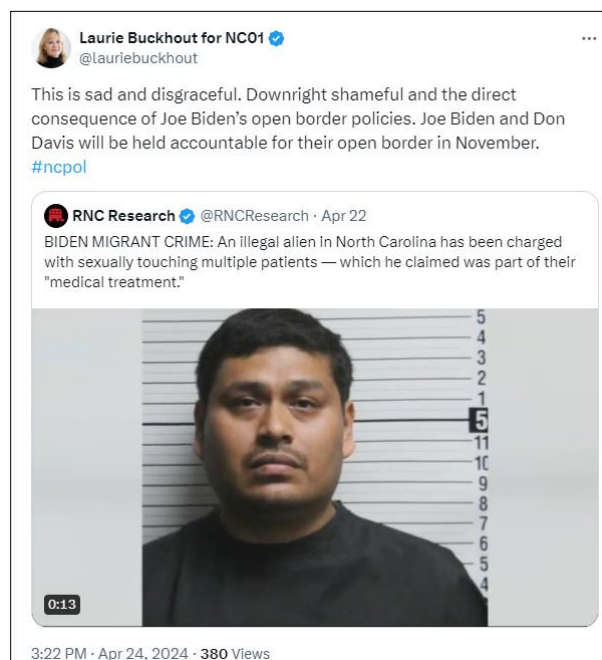 Laurie Buckhout for NC01
@lauriebuckhout
This is sad and disgraceful. Downright shameful and the direct
consequence of Joe Biden’s open border policies. Joe Biden and Don
Davis will be held accountable for their open border in November.
#ncpol
RNC Research @RNCResearch · Apr 22
BIDEN MIGRANT CRIME: An illegal alien in North Carolina has been charged
with sexually touching multiple patients — which he claimed was part of their
"medical treatment."
5
4
3
2
1
5
11
10
9
8
7
6
5
4
0:13
3:22 PM · Apr 24, 2024 · 380 Views